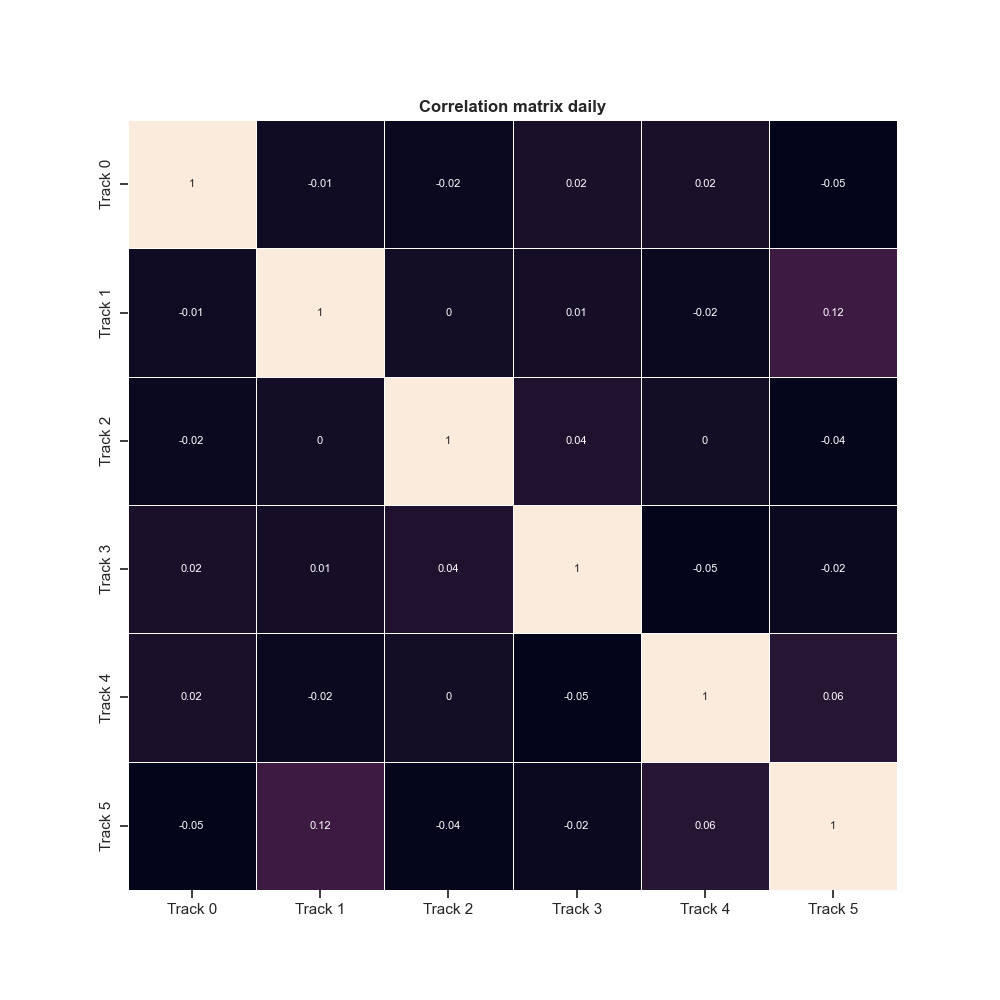 Correlation matrix daily
Track 0
1 -0.01 -0.02 0.02 0.02 -0.05
Track 1
-0.01 1 0 0.01 -0.02 0.12
Track 2
-0.02 0 1 0.04 0 -0.04
Track 3
0.02 0.01 0.04 1 -0.05 -0.02
Track 4
0.02 -0.02 0 -0.05 1 0.06
Track 5
-0.05 0.12 -0.04 -0.02 0.06 1
Track 0 Track 1 Track 2 Track 3 Track 4 Track 5